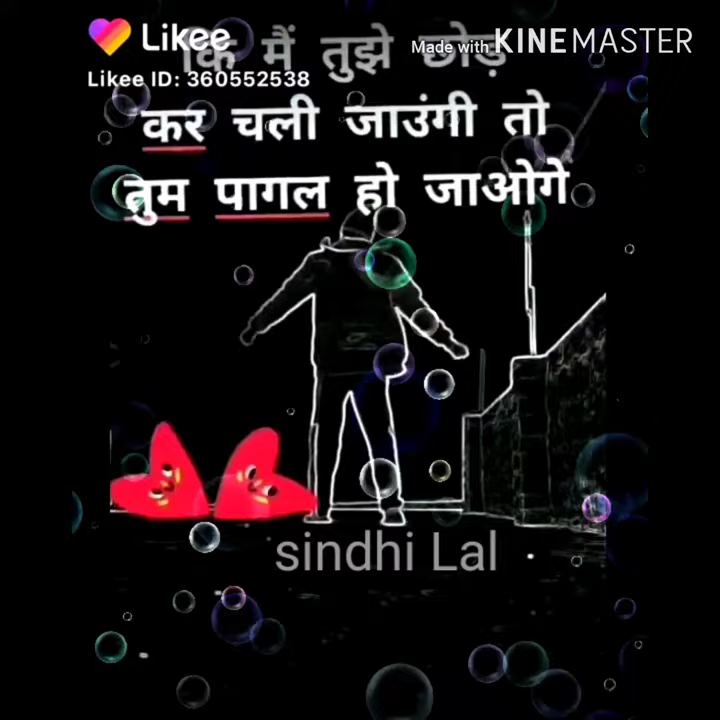 Likee
Made with KINEMASTER
कि मैं तुझे छोड़
Likee ID: 360552538
कर चली जाउंगी तो
तुम पागल हो जाओगे
sindhi Lal